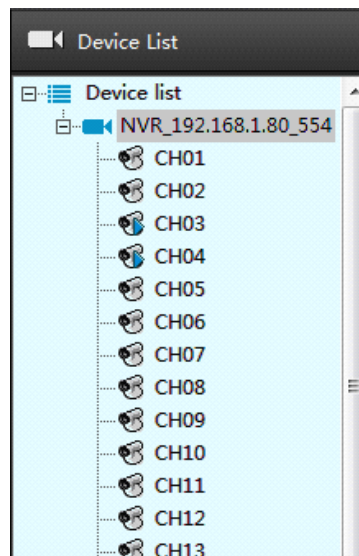 Device List
Device list
NVR_192.168.1.80_554
CH01
CH02
CH03
CH04
CH05
CH06
CH07
CH08
CH09
CH10
CH11
CH12
CH13